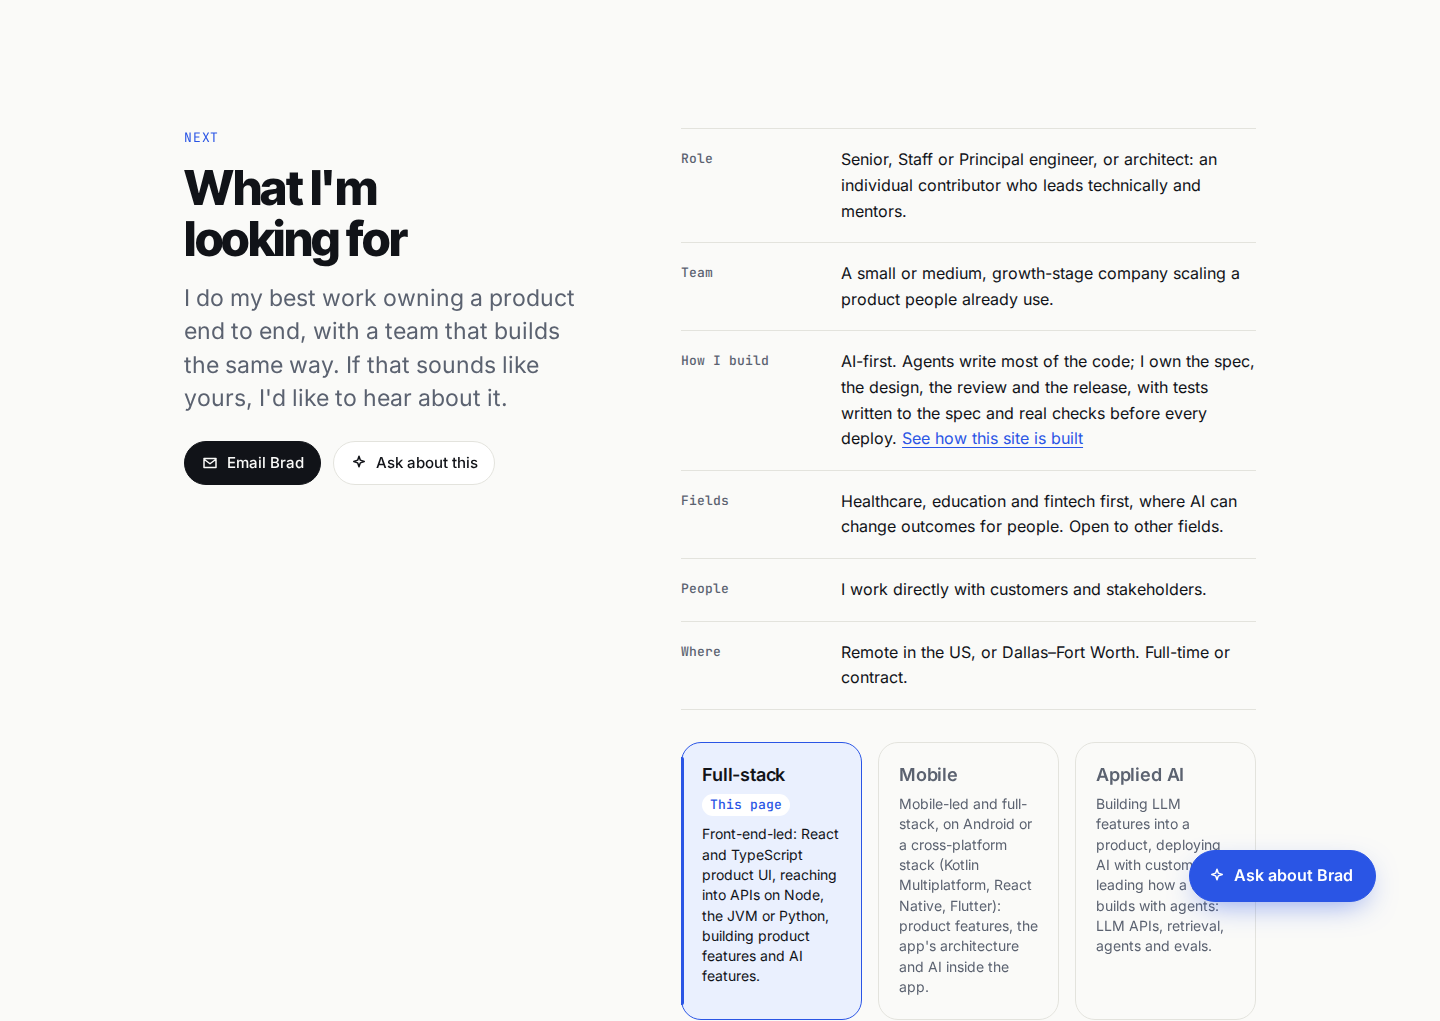 NEXT
What I'm
looking for
I do my best work owning a product
end to end, with a team that builds
the same way. If that sounds like
yours, I'd like to hear about it.
Email Brad
Ask about this
Role
Senior, Staff or Principal engineer, or architect: an
individual contributor who leads technically and
mentors.
Team
A small or medium, growth-stage company scaling a
product people already use.
How I build
AI-first. Agents write most of the code; I own the spec,
the design, the review and the release, with tests
written to the spec and real checks before every
deploy. See how this site is built
Fields
Healthcare, education and fintech first, where AI can
change outcomes for people. Open to other fields.
People
I work directly with customers and stakeholders.
Where
Remote in the US, or Dallas–Fort Worth. Full-time or
contract.
Full-stack
This page
Front-end-led: React
and TypeScript
product UI, reaching
into APIs on Node,
the JVM or Python,
building product
features and AI
features.
Mobile
Mobile-led and full-
stack, on Android or
a cross-platform
stack (Kotlin
Multiplatform, React
Native, Flutter):
product features, the
app's architecture
and AI inside the
app.
Applied AI
Building LLM
features into a
product, deploying
AI with
leading how a
builds with agents:
LLM APIs, retrieval,
agents and evals.
Ask about Brad